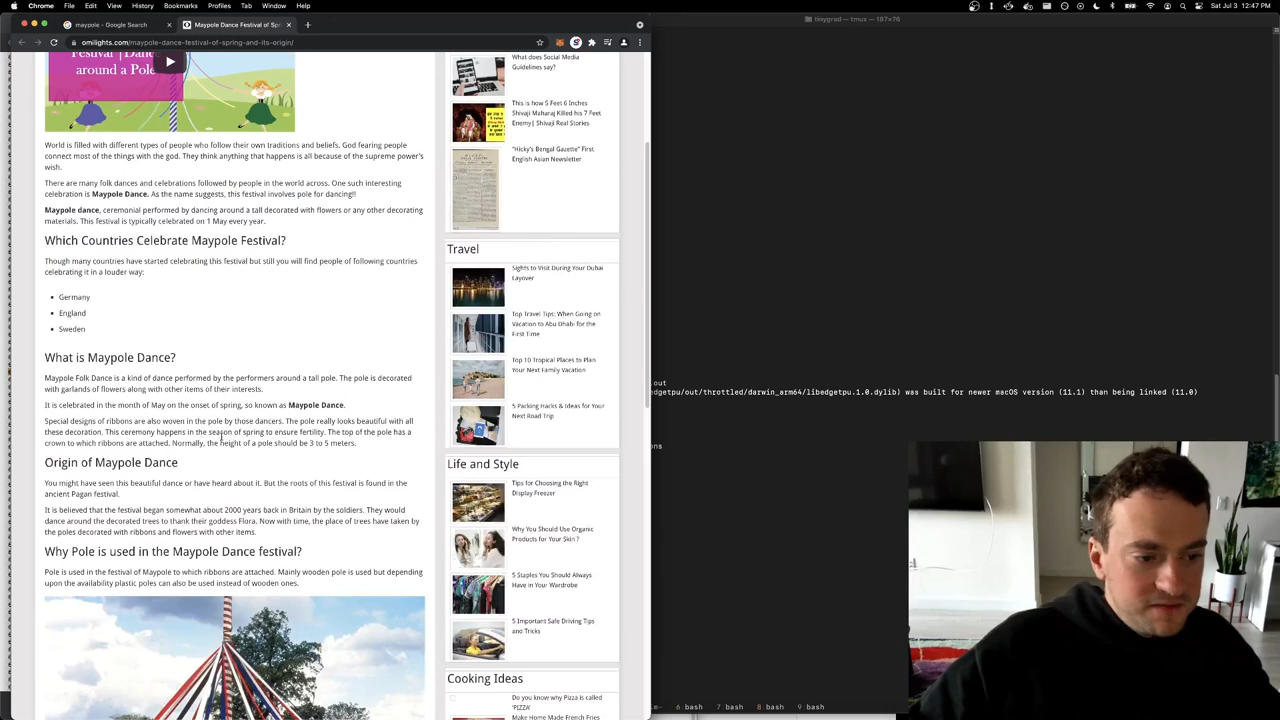 Chrome File Edit View History Bookmarks Profiles Tab Window Help
Sat Jul 3 12:47 PM
maypole - Google Search
Maypole Dance Festival of Spr
tinygrad — tmux — 187×76
omilights.com/maypole-dance-festival-of-spring-and-its-origin/
Festival |Dan
around a Pole
World is filled with different types of people who follow their own traditions and beliefs. God fearing people
connect most of the things with the god. They think anything that happens is all because of the supreme power's
wish.
There are many folk dances and celebrations followed by people in the world across. One such interesting
celebration is Maypole Dance. As the name suggests, this festival involves pole for dancing!!
Maypole dance, ceremonial performed by dancing around a tall decorated with flowers or any other decorating
materials. This festival is typically celebrated on 1 May every year.
Which Countries Celebrate Maypole Festival?
Though many countries have started celebrating this festival but still you will find people of following countries
celebrating it in a louder way:
Germany
England
Sweden
What is Maypole Dance?
Maypole Folk Dance is a kind of dance performed by the performers around a tall pole. The pole is decorated
with garlands of flowers along with other items of their interests.
It is celebrated in the month of May on the onset of spring, so known as Maypole Dance.
Special designs of ribbons are also woven in the pole by those dancers. The pole really looks beautiful with all
these decoration. This ceremony happens in the season of spring to ensure fertility. The top of the pole has a
crown to which ribbons are attached. Normally, the height of a pole should be 3 to 5 meters.
Origin of Maypole Dance
You might have seen this beautiful dance or have heard about it. But the roots of this festival is found in the
ancient Pagan festival.
It is believed that the festival began somewhat about 2000 years back in Britain by the soldiers. They would
dance around the decorated trees to thank their goddess Flora. Now with time, the place of trees have taken by
the poles decorated with ribbons and flowers with other items.
Why Pole is used in the Maypole Dance festival?
Pole is used in the festival of Maypole to which ribbons are attached. Mainly wooden pole is used but depending
upon the availability plastic poles can also be used instead of wooden ones.
What does Social Media
Guidelines say?
This is how 5 Feet 6 Inches
Shivaji Maharaj Killed his 7 Feet
Enemy| Shivaji Real Stories
"Hicky's Bengal Gazette" First
English Asian Newsletter
Travel
Sights to Visit During Your Dubai
Layover
Top Travel Tips: When Going on
Vacation to Abu Dhabi for the
First Time
Top 10 Tropical Places to Plan
Your Next Family Vacation
5 Packing Hacks & Ideas for Your
Next Road Trip
Life and Style
Tips for Choosing the Right
Display Freezer
Why You Should Use Organic
Products for Your Skin ?
5 Staples You Should Always
Have in Your Wardrobe
5 Important Safe Driving Tips
and Tricks
Cooking Ideas
Do you know why Pizza is called
'PIZZA'
Make Home Made French Fries
out
edgetpu/out/throttled/darwin_arm64/libedgetpu.1.0.dylib) was built for newer macOS version (11.1) than being linked (11.0)
ons
6 bash 7 bash 8 bash 9 bash